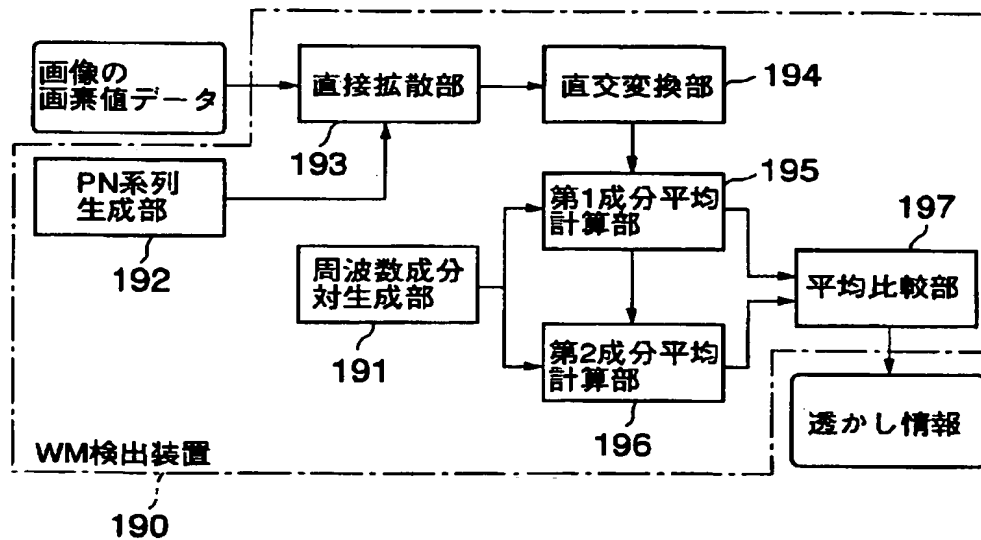 画像の
画素値データ
直接拡散部
193
直交変換部
194
PN系列
生成部
192
第1成分平均
計算部
195
周波数成分
対生成部
191
第2成分平均
計算部
196
平均比較部
197
透かし情報
WM検出装置
190